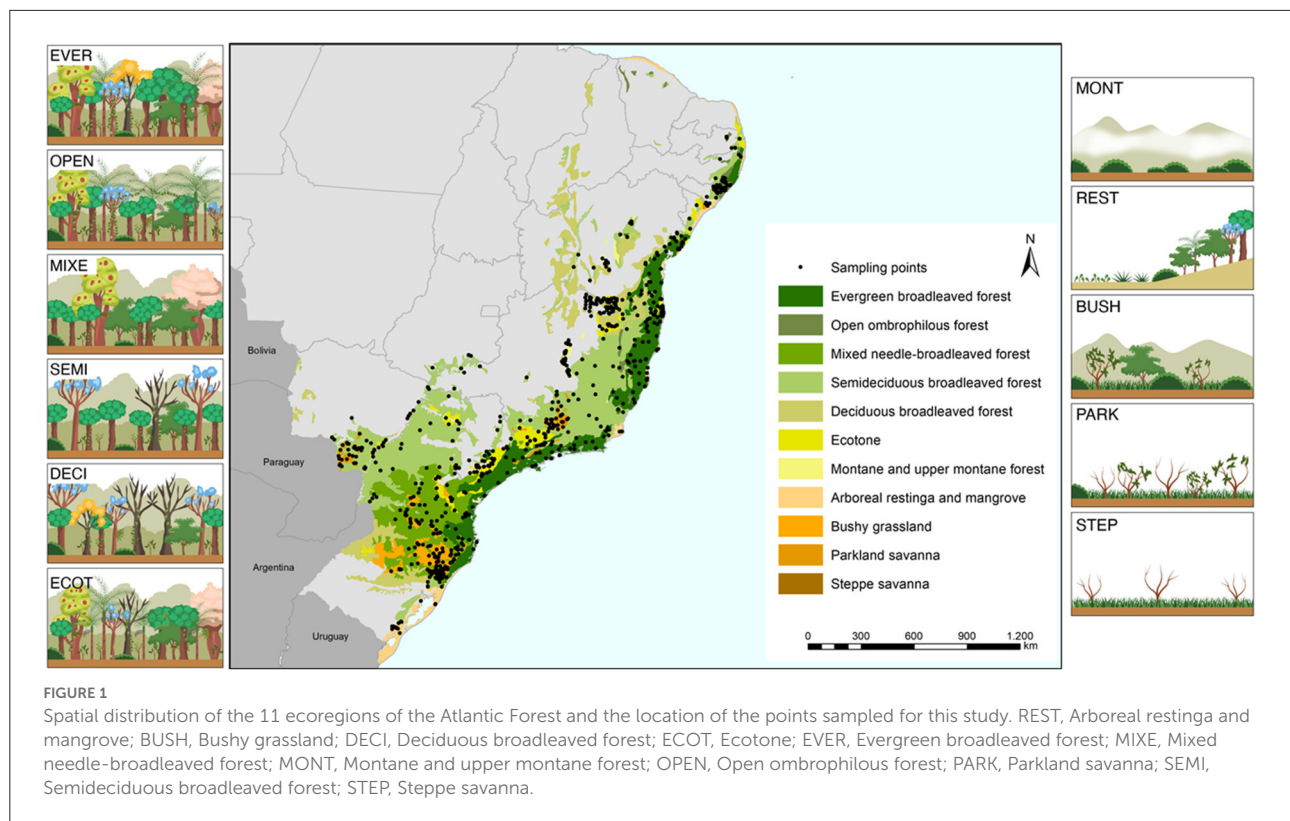 EVER
OPEN
MIXE
SEMI
DECI
ECOT
Bolivia
Paraguay
Argentina
Uruguay
N
Sampling points
Evergreen broadleaved forest
Open ombrophilous forest
Mixed needle-broadleaved forest
Semideciduous broadleaved forest
Deciduous broadleaved forest
Ecotone
Montane and upper montane forest
Arboreal restinga and mangrove
Bushy grassland
Parkland savanna
Steppe savanna
0 300 600 900 1.200
km
MONT
REST
BUSH
PARK
STEP
FIGURE 1
Spatial distribution of the 11 ecoregions of the Atlantic Forest and the location of the points sampled for this study. REST, Arboreal restinga and
mangrove; BUSH, Bushy grassland; DECI, Deciduous broadleaved forest; ECOT, Ecotone; EVER, Evergreen broadleaved forest; MIXE, Mixed
needle-broadleaved forest; MONT, Montane and upper montane forest; OPEN, Open ombrophilous forest; PARK, Parkland savanna; SEMI,
Semideciduous broadleaved forest; STEP, Steppe savanna.